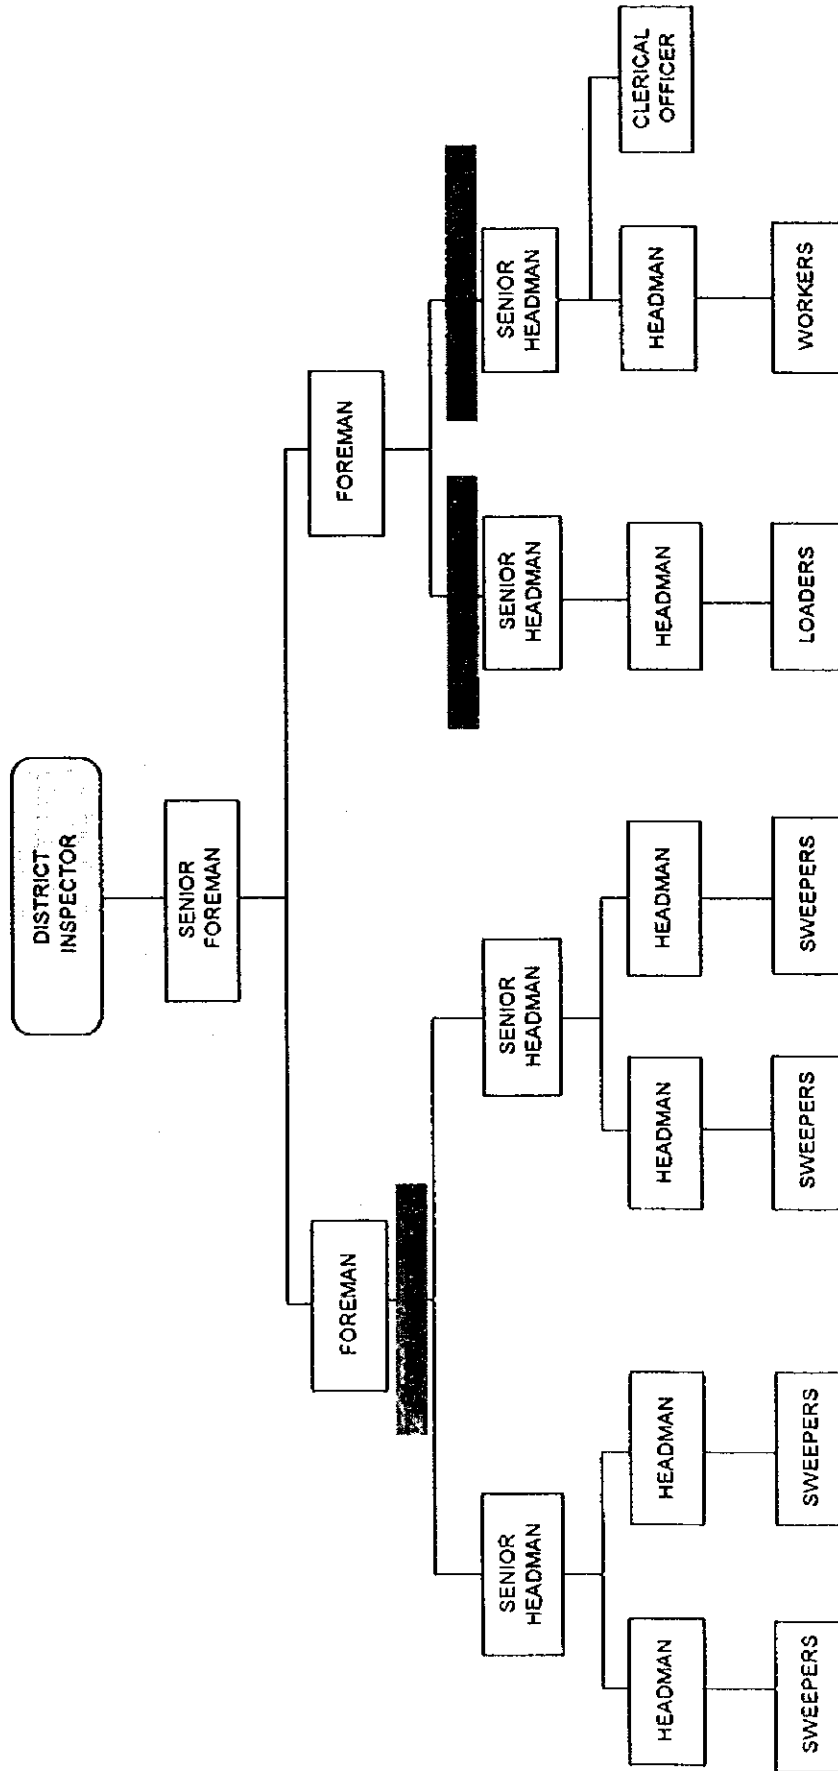 DISTRICT
INSPECTOR
SENIOR
FOREMAN
FOREMAN
FOREMAN
SENIOR
HEADMAN
SENIOR
HEADMAN
SENIOR
HEADMAN
SENIOR
HEADMAN
HEADMAN
HEADMAN
HEADMAN
HEADMAN
HEADMAN
HEADMAN
CLERICAL
OFFICER
SWEEPERS
SWEEPERS
SWEEPERS
SWEEPERS
LOADERS
WORKERS